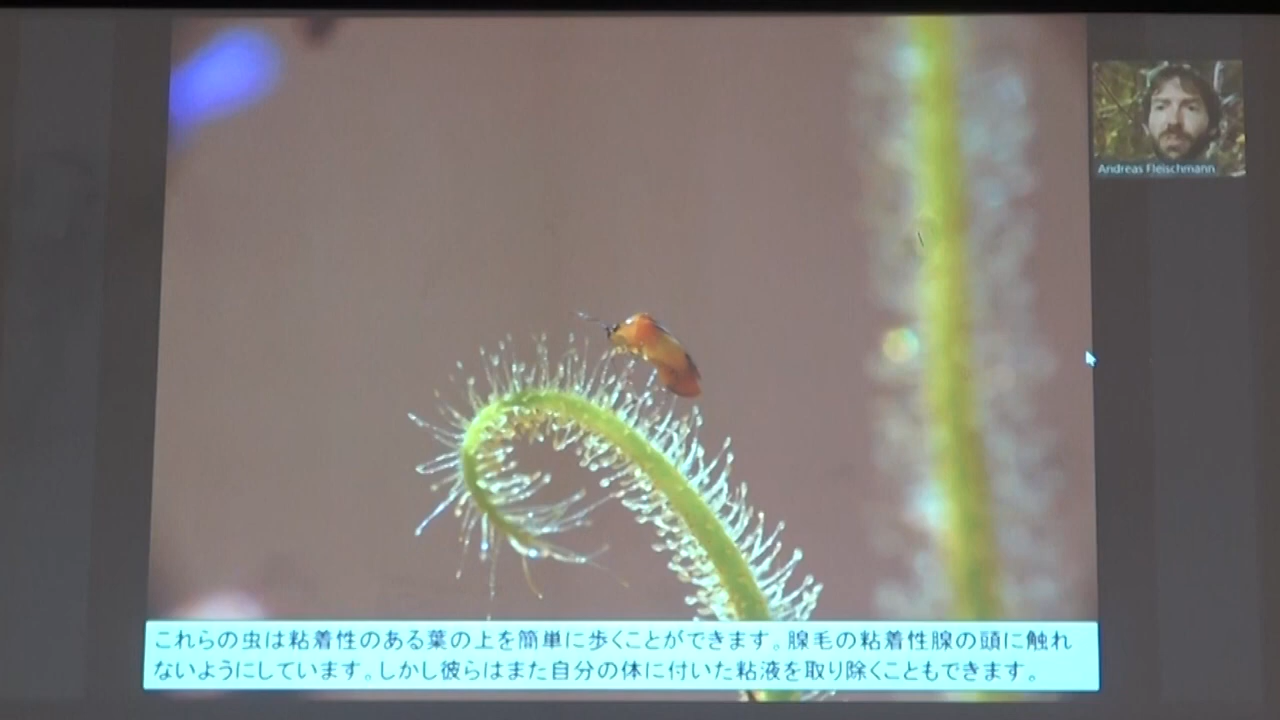 Andreas Fleischmann
これらの虫は粘着性のある葉の上を簡単に歩くことができます。腺毛の粘着性腺の頭に触れ
ないようにしています。しかし彼らはまた自分の体に付いた粘液を取り除くこともできます。